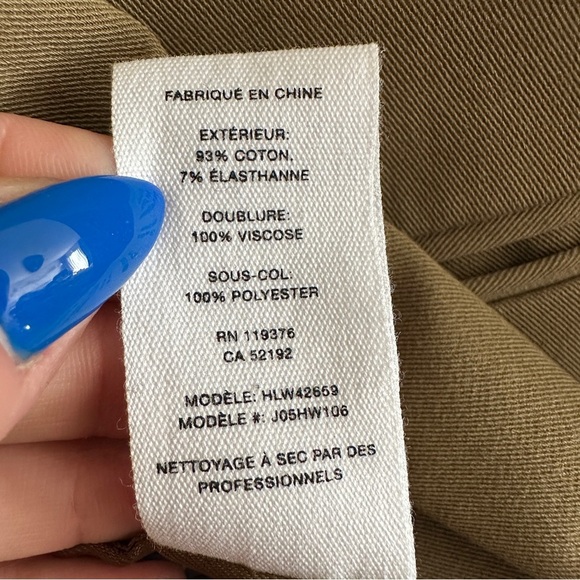 FABRIQUÉ EN CHINE
EXTÉRIEUR:
93% COTON,
7% ÉLASTHANNE
DOUBLURE:
100% VISCOSE
SOUS-COL:
100% POLYESTER
RN 119376
CA 52192
MODÈLE: HLW42659
MODÈLE #: J05HW106
NETTOYAGE À SEC PAR DES
PROFESSIONNELS